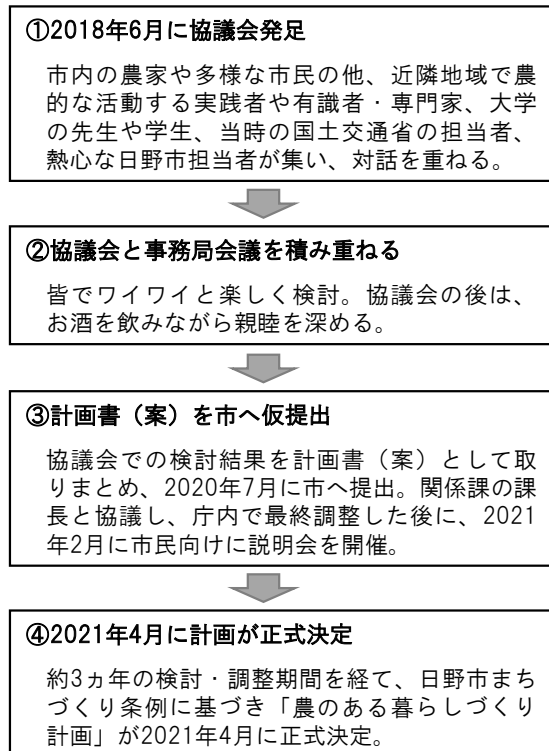 ①2018年6月に協議会発足
市内の農家や多様な市民の他、近隣地域で農
的な活動する実践者や有識者・専門家、大学
の先生や学生、当時の国土交通省の担当者、
熱心な日野市担当者が集い、対話を重ねる。
②協議会と事務局会議を積み重ねる
皆でワイワイと楽しく検討。協議会の後は、
お酒を飲みながら親睦を深める。
③計画書（案）を市へ仮提出
協議会での検討結果を計画書（案）として取
りまとめ、2020年7月に市へ提出。関係課の課
長と協議し、庁内で最終調整した後に、2021
年2月に市民向けに説明会を開催。
④2021年4月に計画が正式決定
約3ヵ年の検討・調整期間を経て、日野市まち
づくり条例に基づき「農のある暮らしづくり
計画」が2021年4月に正式決定。